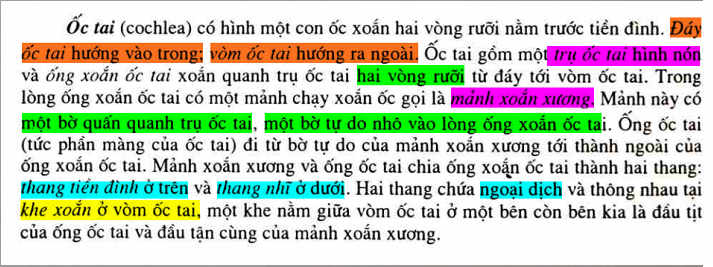 Ốc tai (cochlea) có hình một con ốc xoắn hai vòng rưỡi nằm trước tiền đình. Đáy
ốc tai hướng vào trong; vòm ốc tai hướng ra ngoài. Ốc tai gồm một trụ ốc tai hình nón
và ống xoắn ốc tai xoắn quanh trụ ốc tai hai vòng rưỡi từ đáy tới vòm ốc tai. Trong
lòng ống xoắn ốc tai có một mảnh chạy xoắn ốc gọi là mảnh xoắn xương. Mảnh này có
một bờ quấn quanh trụ ốc tai, một bờ tự do nhô vào lòng ống xoắn ốc tai. Ống ốc tai
(tức phần màng của ốc tai) đi từ bờ tự do của mảnh xoắn xương tới thành ngoài của
ống xoắn ốc tai. Mảnh xoắn xương và ống ốc tai chia ống xoắn ốc tai thành hai thang:
thang tiền đình ở trên và thang nhĩ ở dưới. Hai thang chứa ngoại dịch và thông nhau tại
khe xoắn ở vòm ốc tai, một khe nằm giữa vòm ốc tai ở một bên còn bên kia là đầu tịt
của ống ốc tai và đầu tận cùng của mảnh xoắn xương.